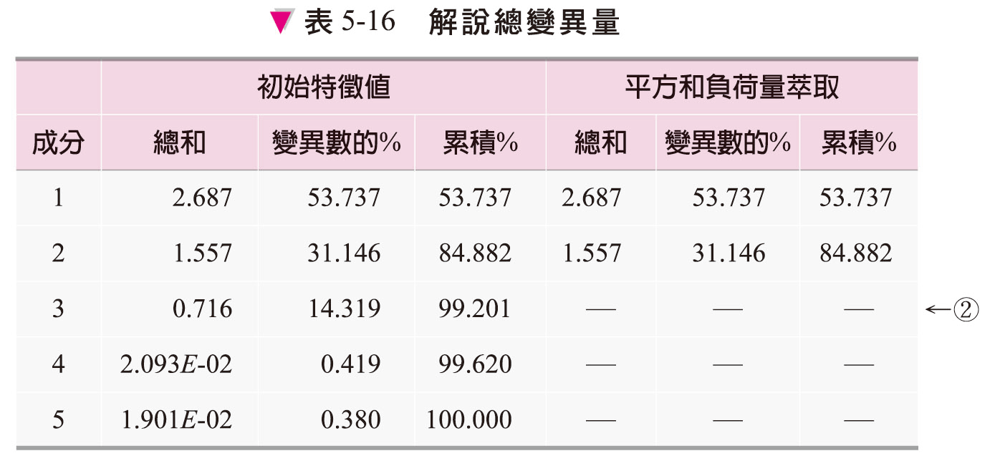 ▼ 表 5-16 解說總變異量
初始特徵值 平方和負荷量萃取
成分 總和 變異數的% 累積% 總和 變異數的% 累積%
1 2.687 53.737 53.737 2.687 53.737 53.737
2 1.557 31.146 84.882 1.557 31.146 84.882
3 0.716 14.319 99.201 — — — ←②
4 2.093E-02 0.419 99.620 — — —
5 1.901E-02 0.380 100.000 — — —